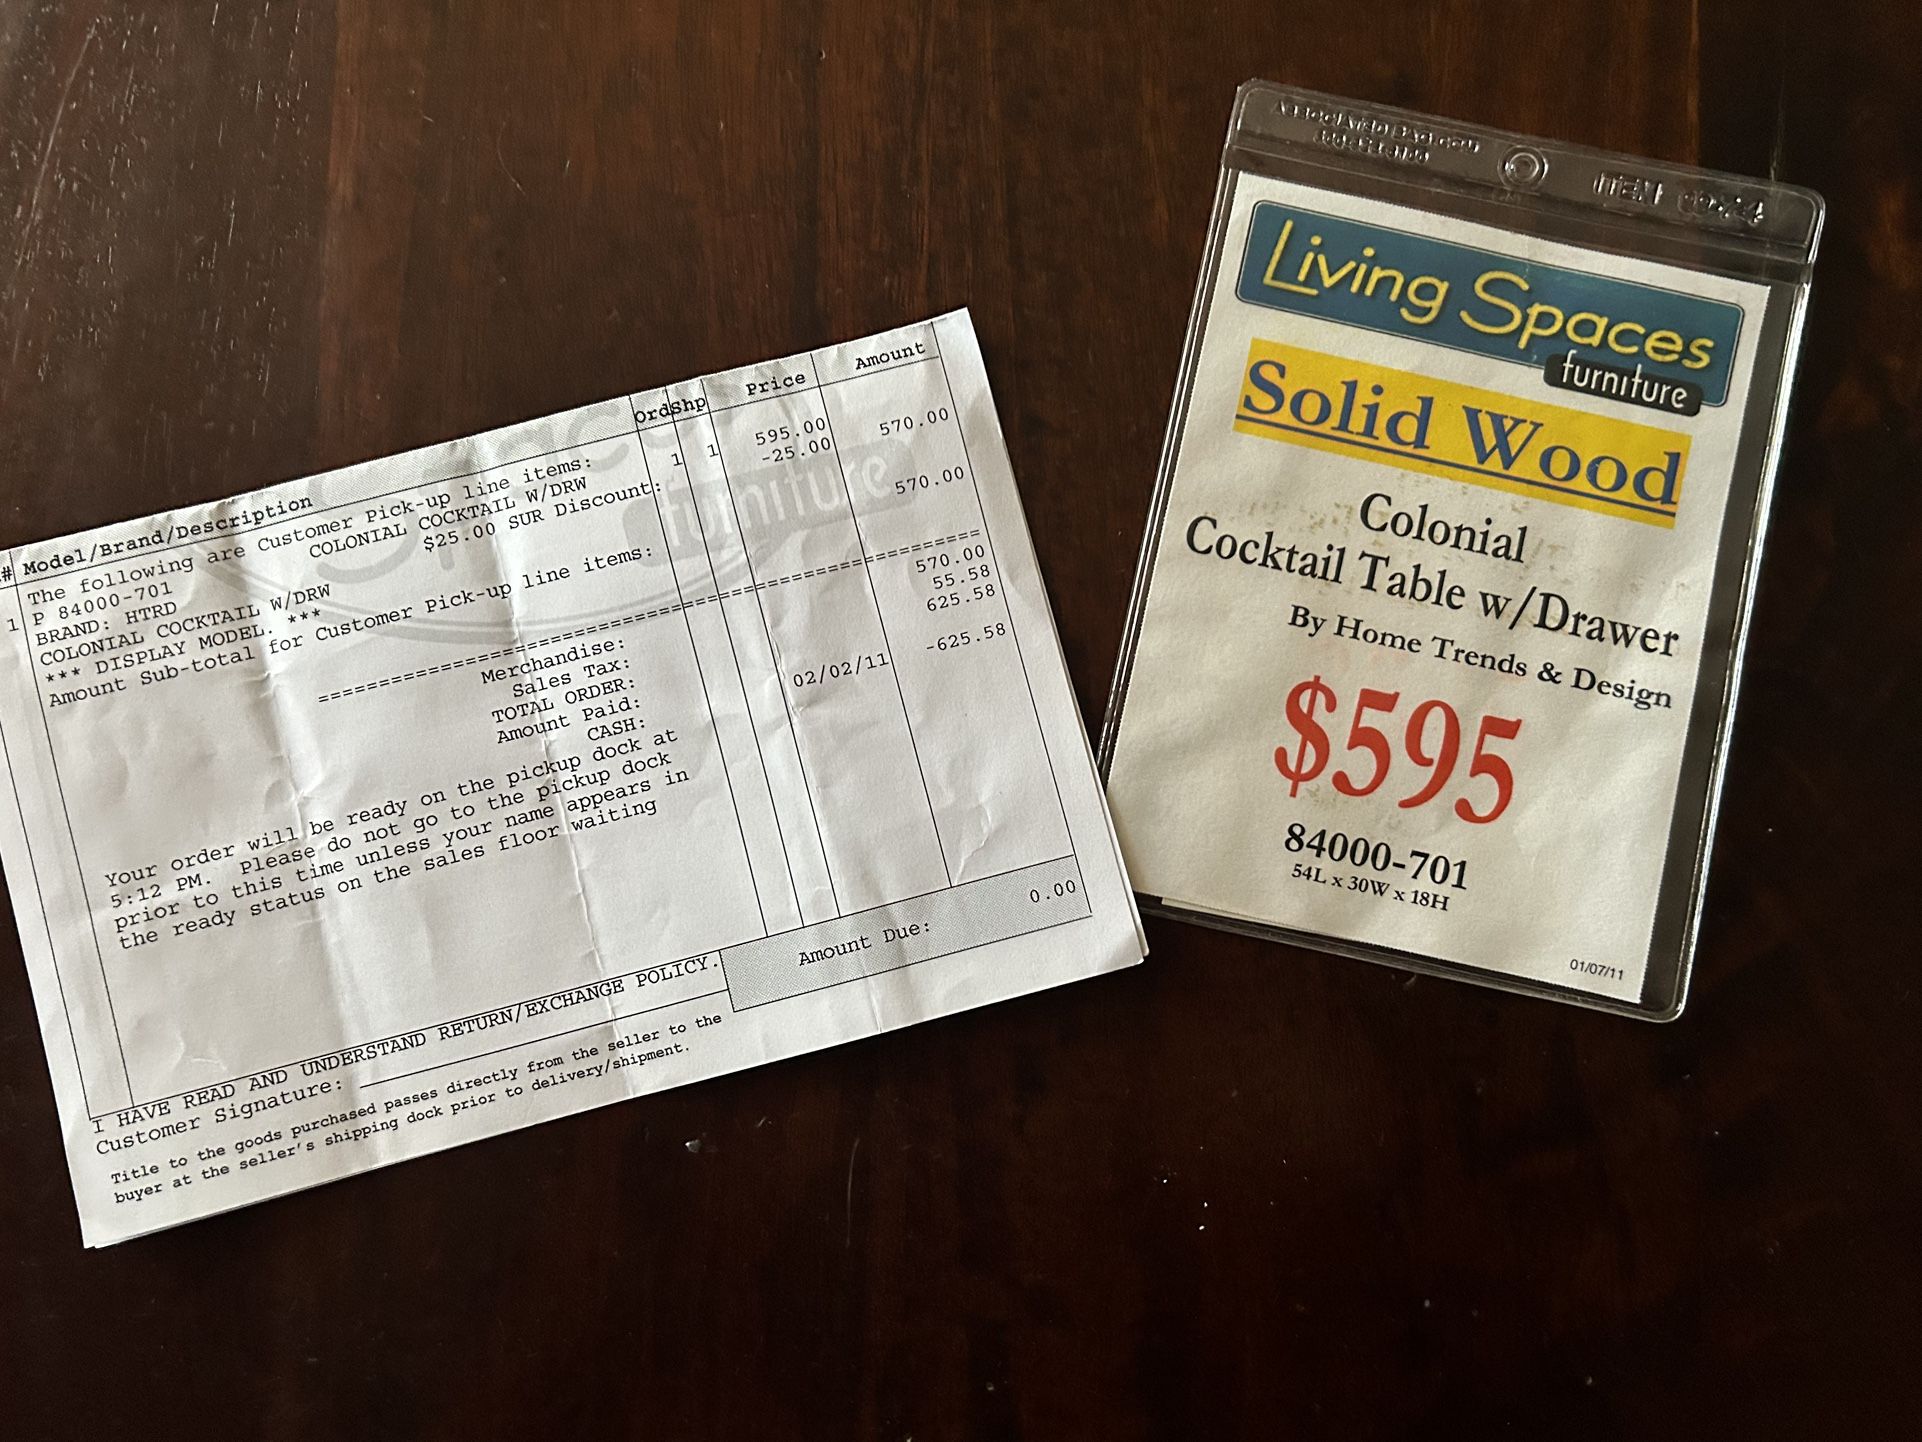 # Model/Brand/Description Ord Shp Price Amount
The following are Customer Pick-up line items:
1 P 84000-701 COLONIAL COCKTAIL W/DRW 1 1 595.00 570.00
BRAND: HTRD $25.00 SUR Discount: -25.00
COLONIAL COCKTAIL W/DRW
*** DISPLAY MODEL. ***
Amount Sub-total for Customer Pick-up line items: 570.00
Merchandise: 570.00
Sales Tax: 55.58
TOTAL ORDER: 625.58
Amount Paid:
CASH: 02/02/11 -625.58
Your order will be ready on the pickup dock at
5:12 PM. Please do not go to the pickup dock
prior to this time unless your name appears in
the ready status on the sales floor waiting
I HAVE READ AND UNDERSTAND RETURN/EXCHANGE POLICY.
Customer Signature:
Amount Due: 0.00
Title to the goods purchased passes directly from the seller to the
buyer at the seller's shipping dock prior to delivery/shipment.
furniture
ASSOCIATED BAG COM
ITEM
Living Spaces
furniture
Solid Wood
Colonial
Cocktail Table w/Drawer
By Home Trends & Design
$595
84000-701
54L x 30W x 18H
01/07/11